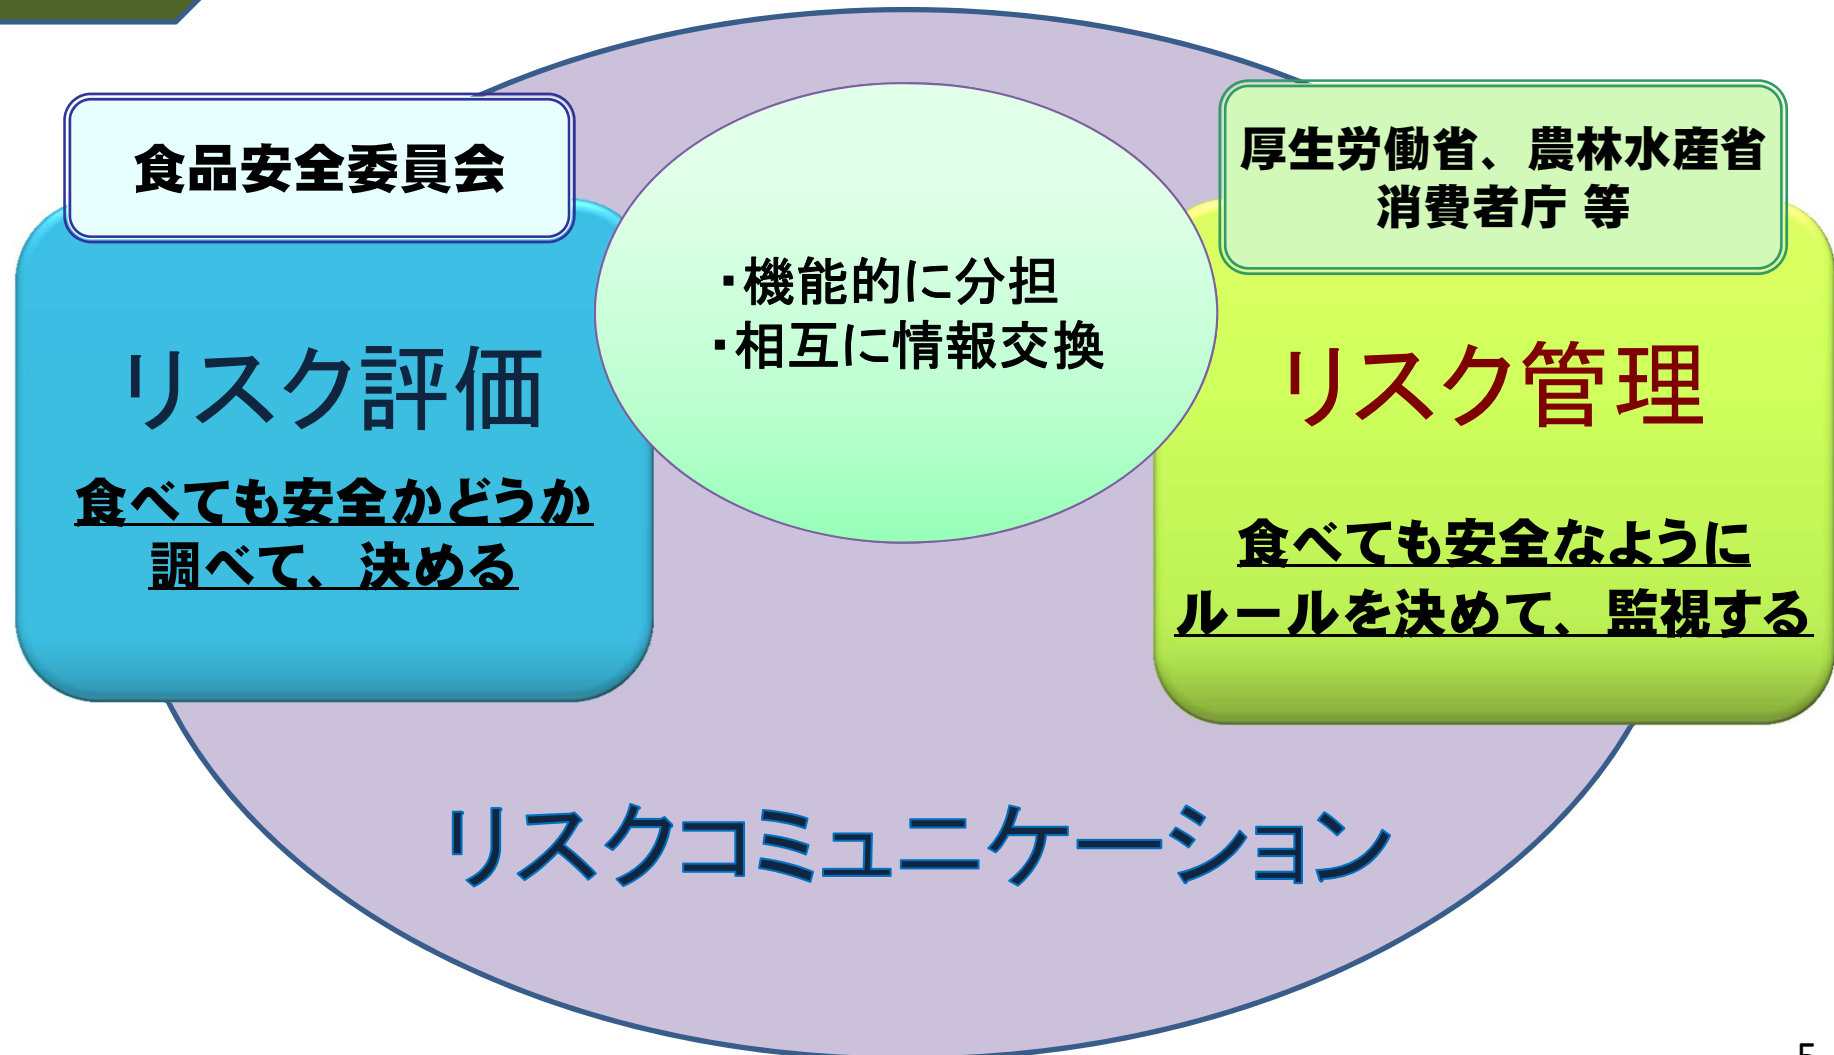 食品安全委員会
リスク評価
食べても安全かどうか
調べて、決める
・機能的に分担
・相互に情報交換
厚生労働省、農林水産省
消費者庁 等
リスク管理
食べても安全なように
ルールを決めて、監視する
リスクコミュニケーション
5